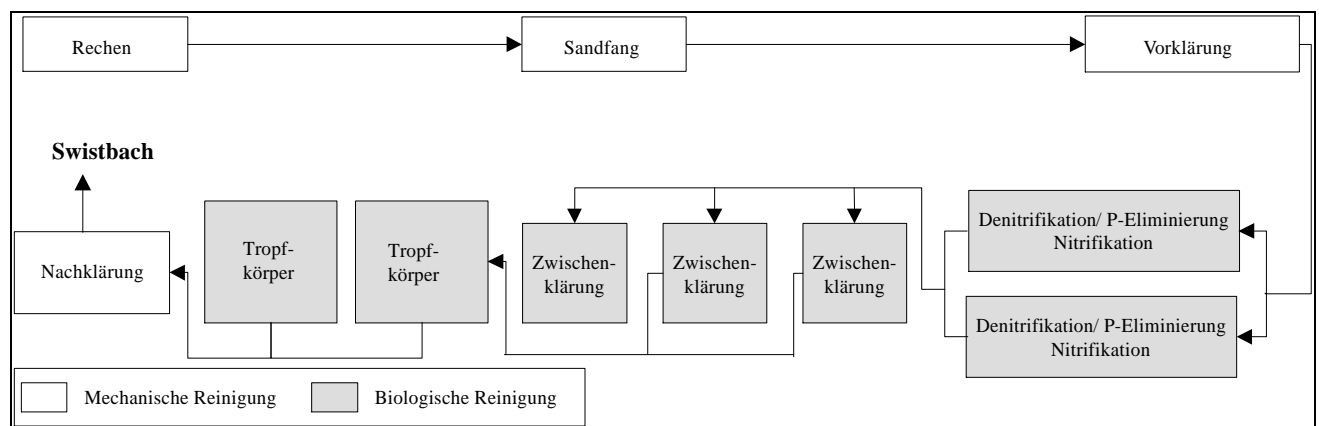 Rechen
Sandfang
Vorklärung
Swistbach
Nachklärung
Tropf-
körper
Tropf-
körper
Zwischen-
klärung
Zwischen-
klärung
Zwischen-
klärung
Denitrifikation/ P-Eliminierung
Nitrifikation
Denitrifikation/ P-Eliminierung
Nitrifikation
Mechanische Reinigung
Biologische Reinigung